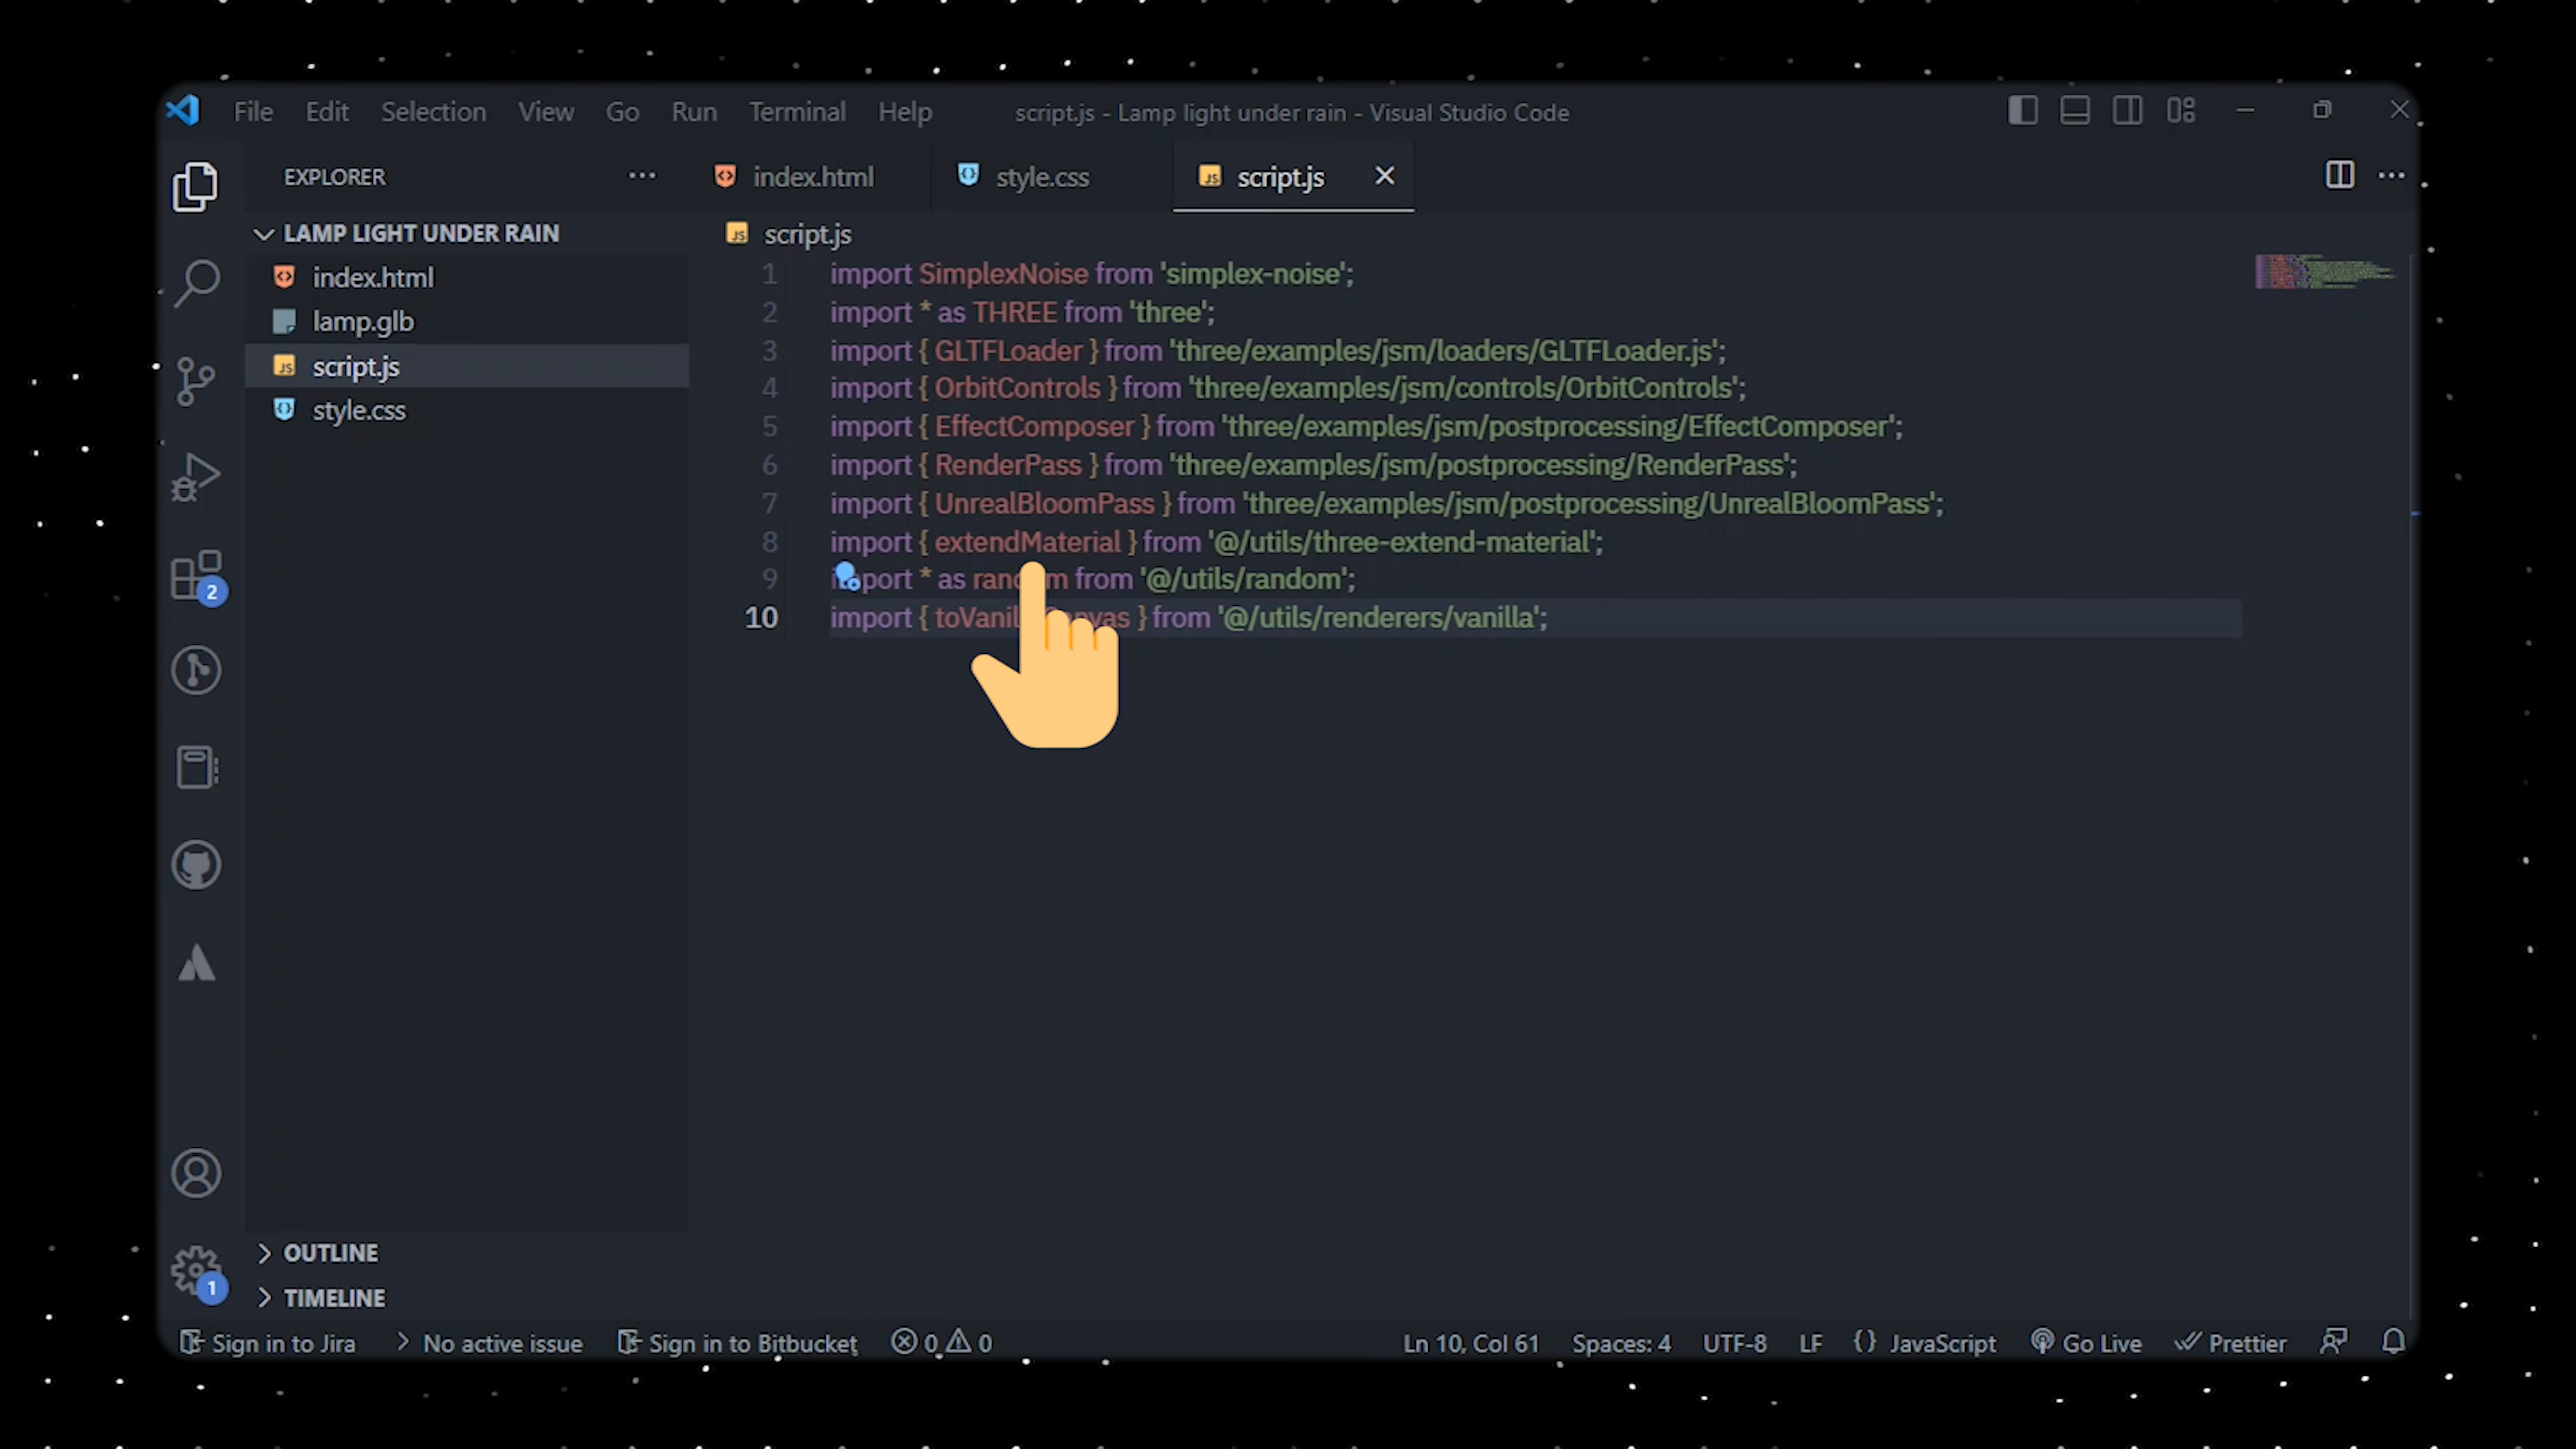 File Edit Selection View Go Run Terminal Help script.js - Lamp light under rain - Visual Studio Code
EXPLORER
index.html
style.css
script.js
LAMP LIGHT UNDER RAIN
index.html
lamp.glb
script.js
style.css
script.js
1 import SimplexNoise from 'simplex-noise';
2 import * as THREE from 'three';
3 import { GLTFLoader } from 'three/examples/jsm/loaders/GLTFLoader.js';
4 import { OrbitControls } from 'three/examples/jsm/controls/OrbitControls';
5 import { EffectComposer } from 'three/examples/jsm/postprocessing/EffectComposer';
6 import { RenderPass } from 'three/examples/jsm/postprocessing/RenderPass';
7 import { UnrealBloomPass } from 'three/examples/jsm/postprocessing/UnrealBloomPass';
8 import { extendMaterial } from '@/utils/three-extend-material';
9 import * as random from '@/utils/random';
10 import { toVanillaCanvas } from '@/utils/renderers/vanilla';
2
1
OUTLINE
TIMELINE
Sign in to Jira No active issue Sign in to Bitbucket 0 0 Ln 10, Col 61 Spaces: 4 UTF-8 LF {} JavaScript Go Live Prettier